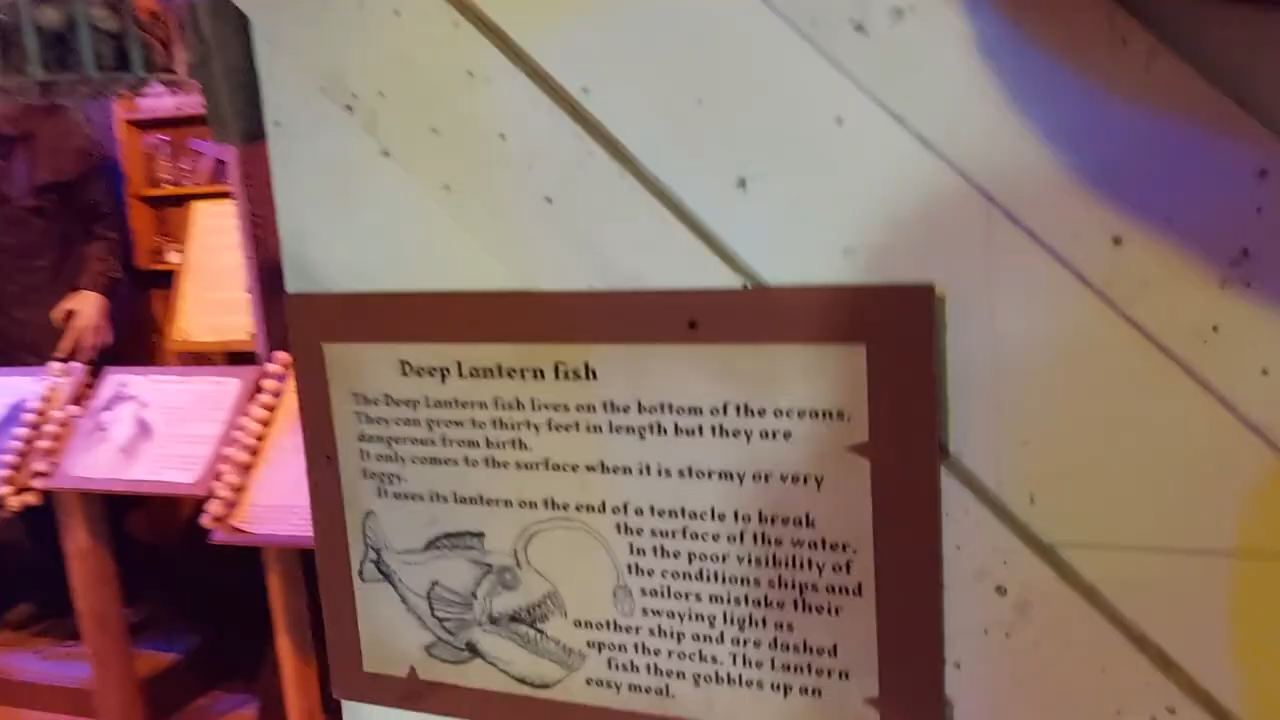 Deep Lantern fish
The Deep Lantern fish lives on the bottom of the oceans.
They can grow to thirty feet in length but they are
dangerous from birth.
It only comes to the surface when it is stormy or very
foggy.
It uses its lantern on the end of a tentacle to break
the surface of the water.
In the poor visibility of
the conditions ships and
sailors mistake their
swaying light as
another ship and are dashed
upon the rocks. The Lantern
fish then gobbles up an
easy meal.